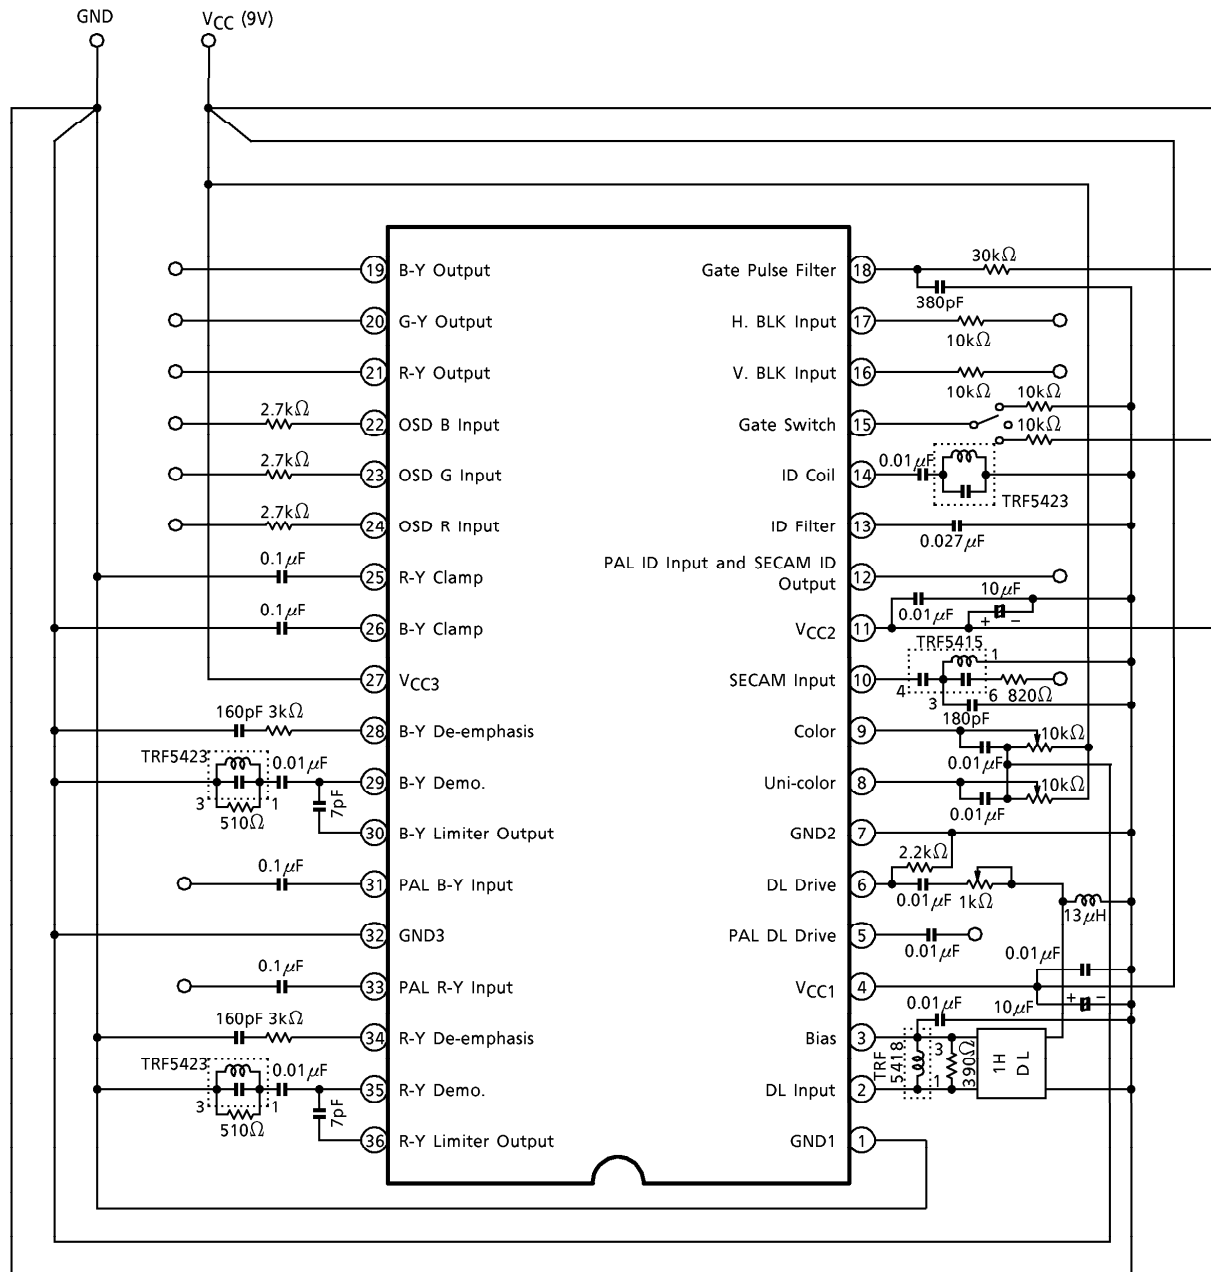 GND
VCC (9V)
19 B-Y Output
20 G-Y Output
21 R-Y Output
2.7kΩ
22 OSD B Input
2.7kΩ
23 OSD G Input
2.7kΩ
24 OSD R Input
0.1μF
25 R-Y Clamp
0.1μF
26 B-Y Clamp
27 VCC3
160pF 3kΩ
28 B-Y De-emphasis
TRF5423 0.01μF
29 B-Y Demo.
3 1
510Ω
7pF
30 B-Y Limiter Output
0.1μF
31 PAL B-Y Input
32 GND3
0.1μF
33 PAL R-Y Input
160pF 3kΩ
34 R-Y De-emphasis
TRF5423 0.01μF
35 R-Y Demo.
3 1
510Ω
7pF
36 R-Y Limiter Output
Gate Pulse Filter 18
30kΩ
380pF
H. BLK Input 17
10kΩ
V. BLK Input 16
10kΩ
10kΩ
Gate Switch 15
10kΩ
0.01μF
ID Coil 14
TRF5423
ID Filter 13
0.027μF
PAL ID Input and SECAM ID
Output
12
10μF
0.01μF
+ −
VCC2 11
TRF5415
1
SECAM Input 10
4 3 6 820Ω
180pF
Color 9
10kΩ
0.01μF
Uni-color 8
10kΩ
0.01μF
GND2 7
2.2kΩ
DL Drive 6
0.01μF 1kΩ
13μH
PAL DL Drive 5
0.01μF
0.01μF
VCC1 4
10μF + −
0.01μF
Bias 3
TRF
5418
3
1
390Ω
1H
DL
DL Input 2
GND1 1